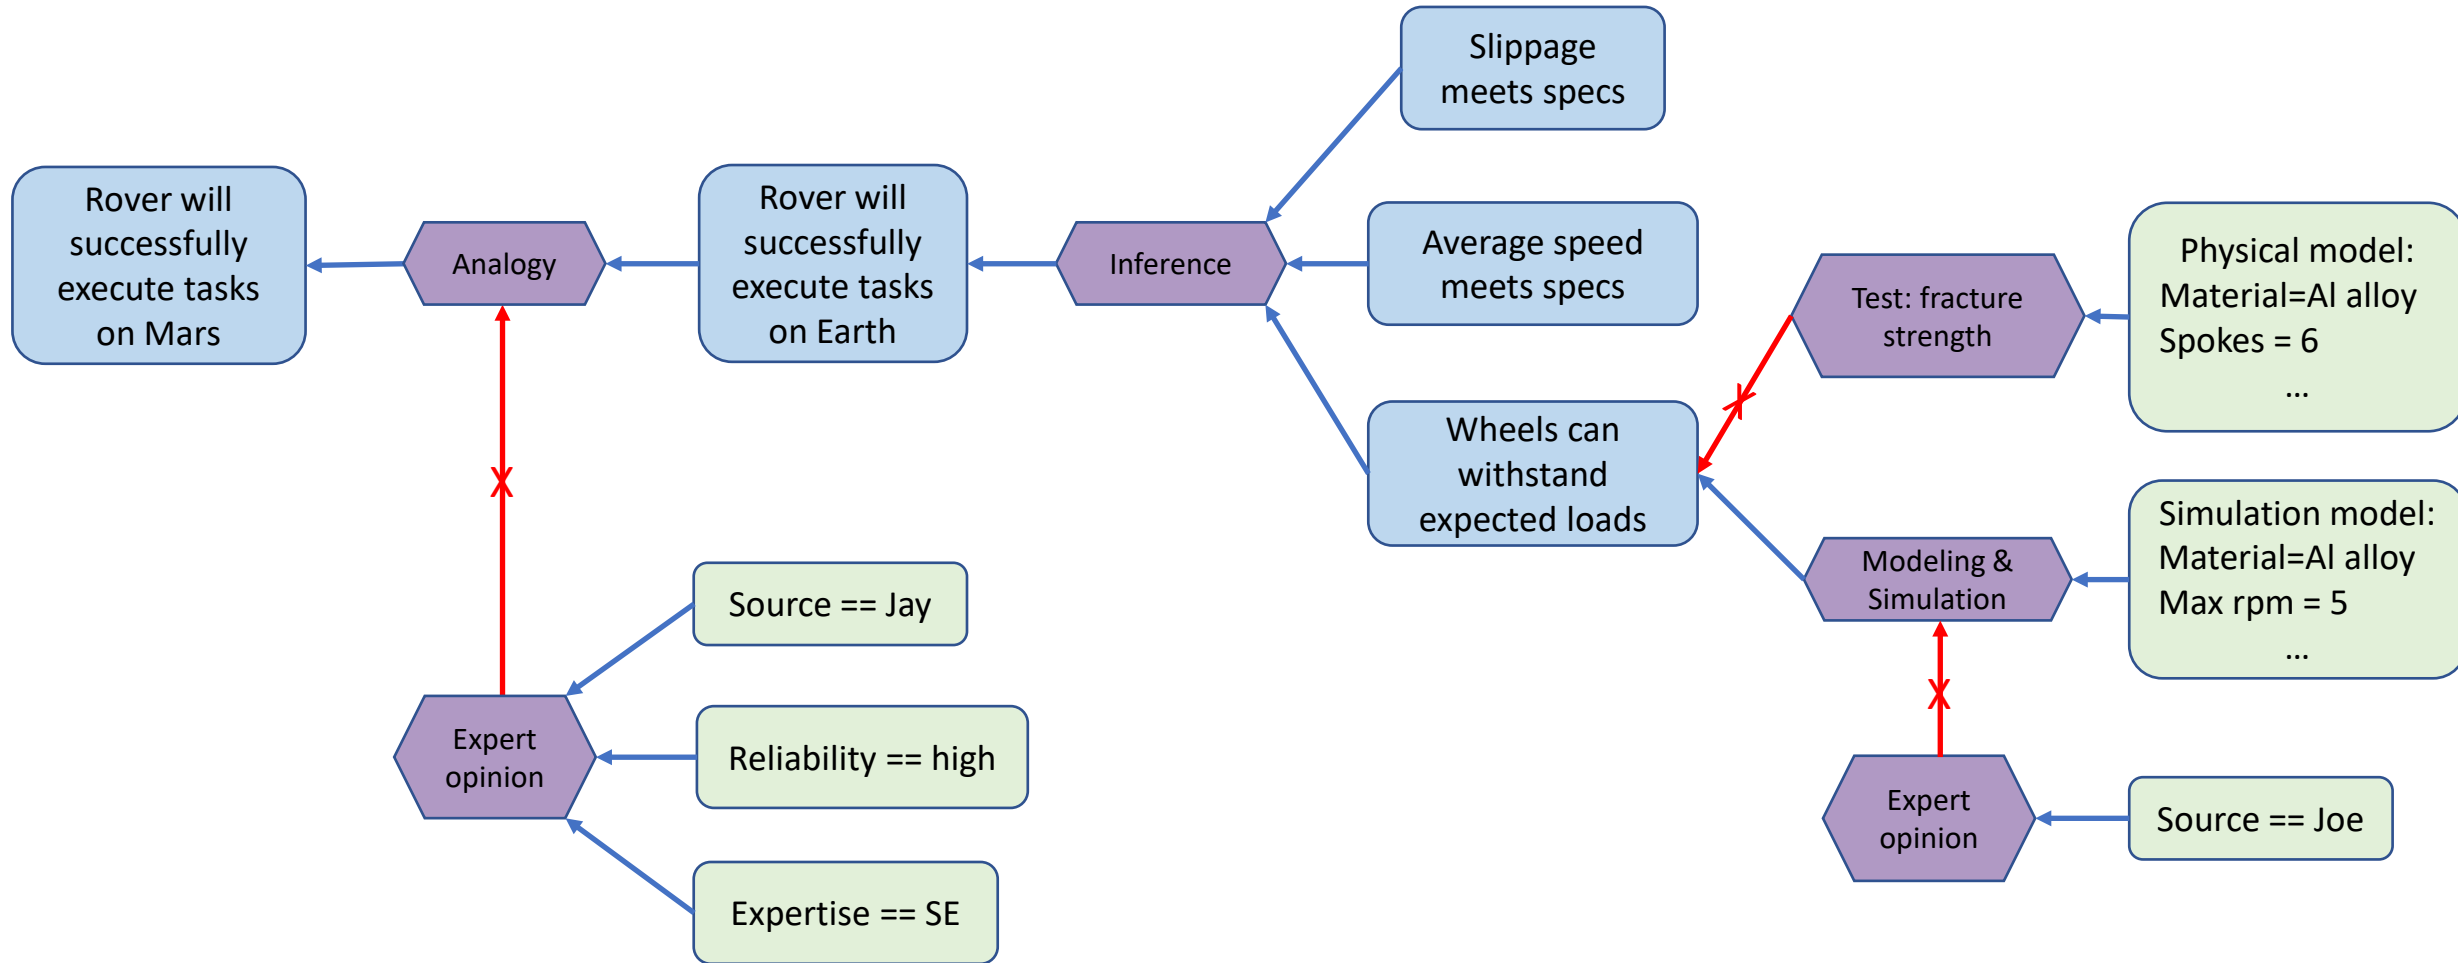 Slippage
meets specs
Rover will
successfully
execute tasks
on Mars
Analogy
Rover will
successfully
execute tasks
on Earth
Inference
Average speed
meets specs
Test: fracture
strength
Physical model:
Material=Al alloy
Spokes = 6
...
Wheels can
withstand
expected loads
Modeling &
Simulation
Simulation model:
Material=Al alloy
Max rpm = 5
...
Source == Jay
Expert
opinion
Reliability == high
Expertise == SE
Expert
opinion
Source == Joe